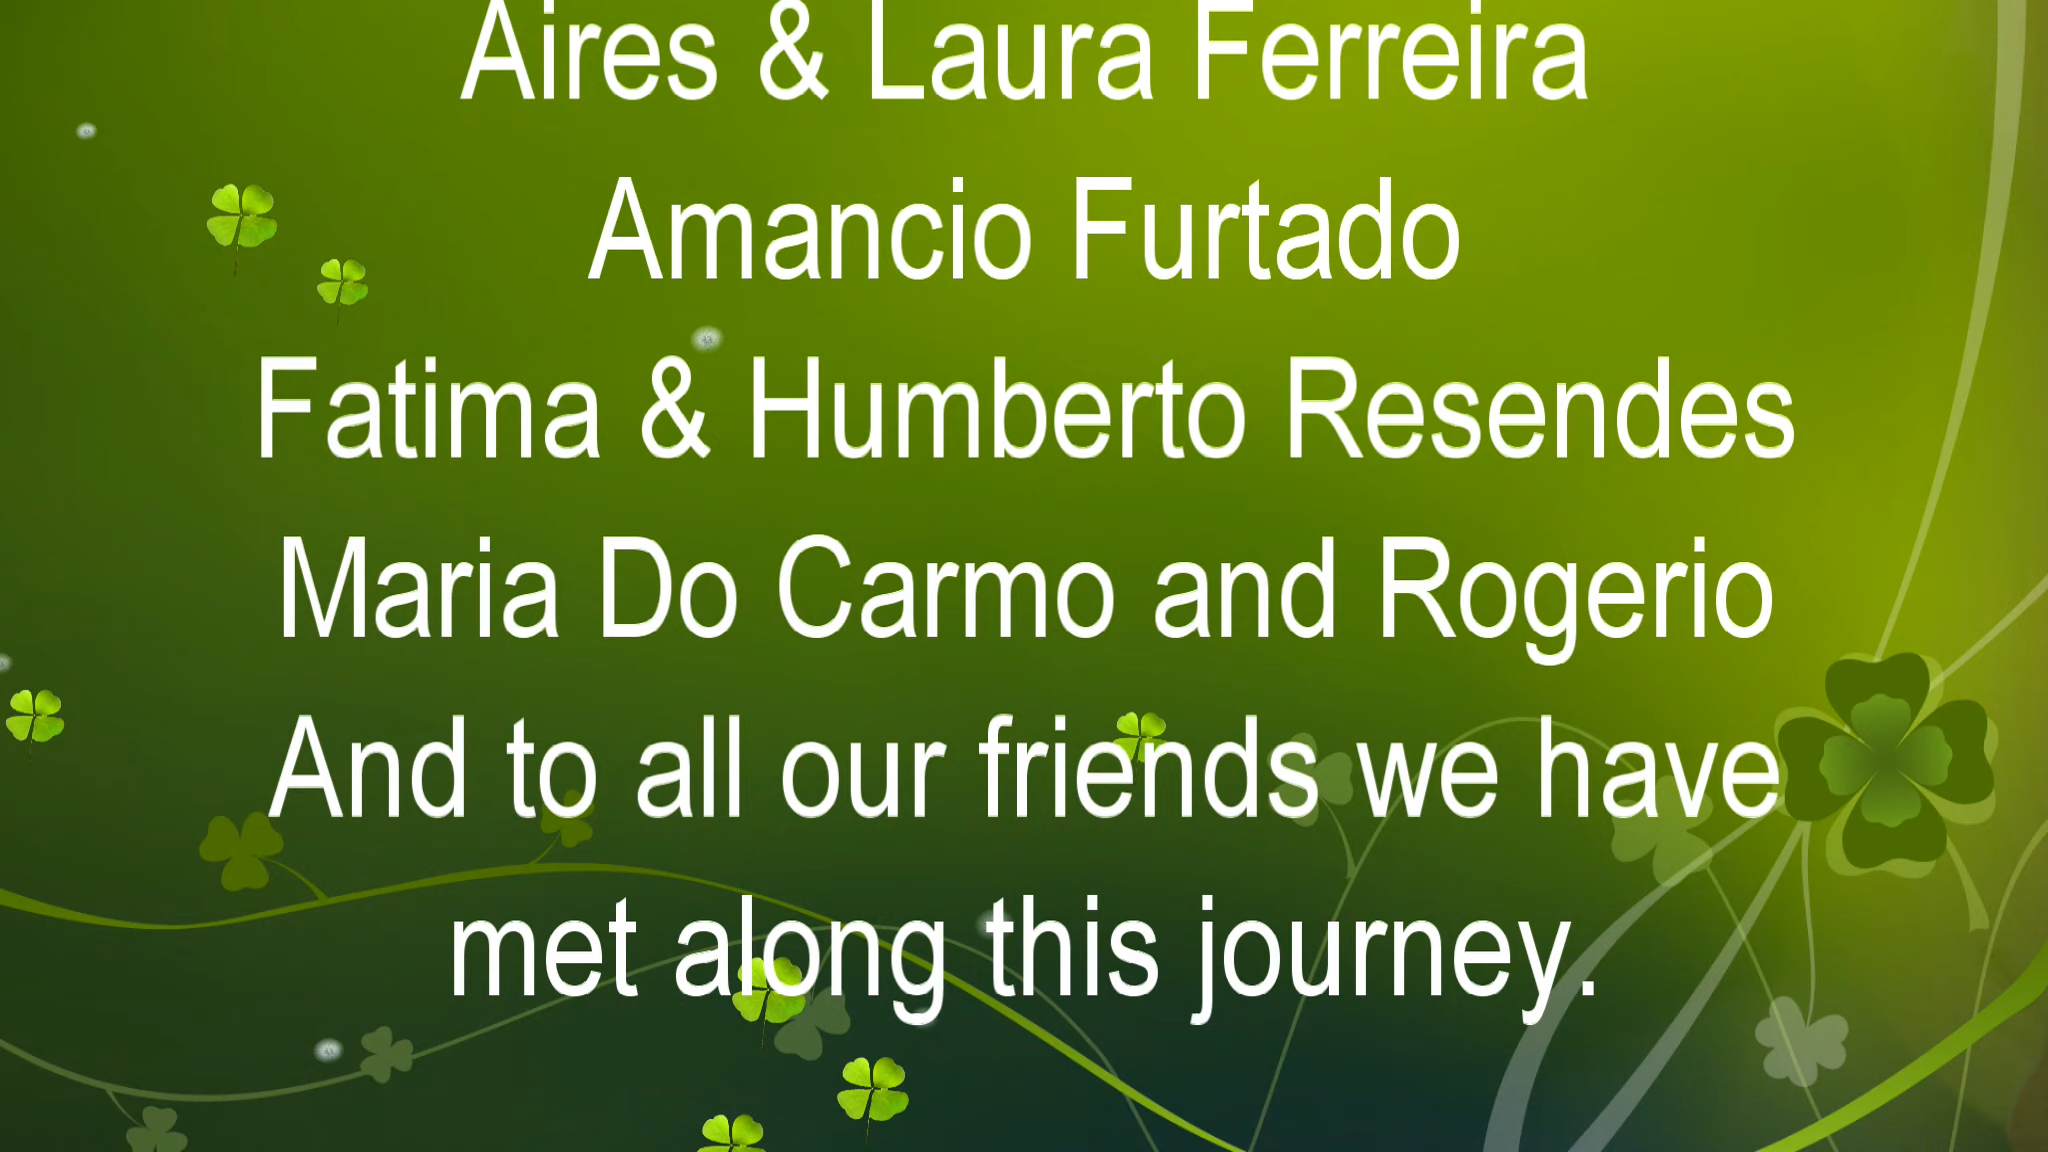 Aires & Laura Ferreira
Amancio Furtado
Fatima & Humberto Resendes
Maria Do Carmo and Rogerio
And to all our friends we have
met along this journey.